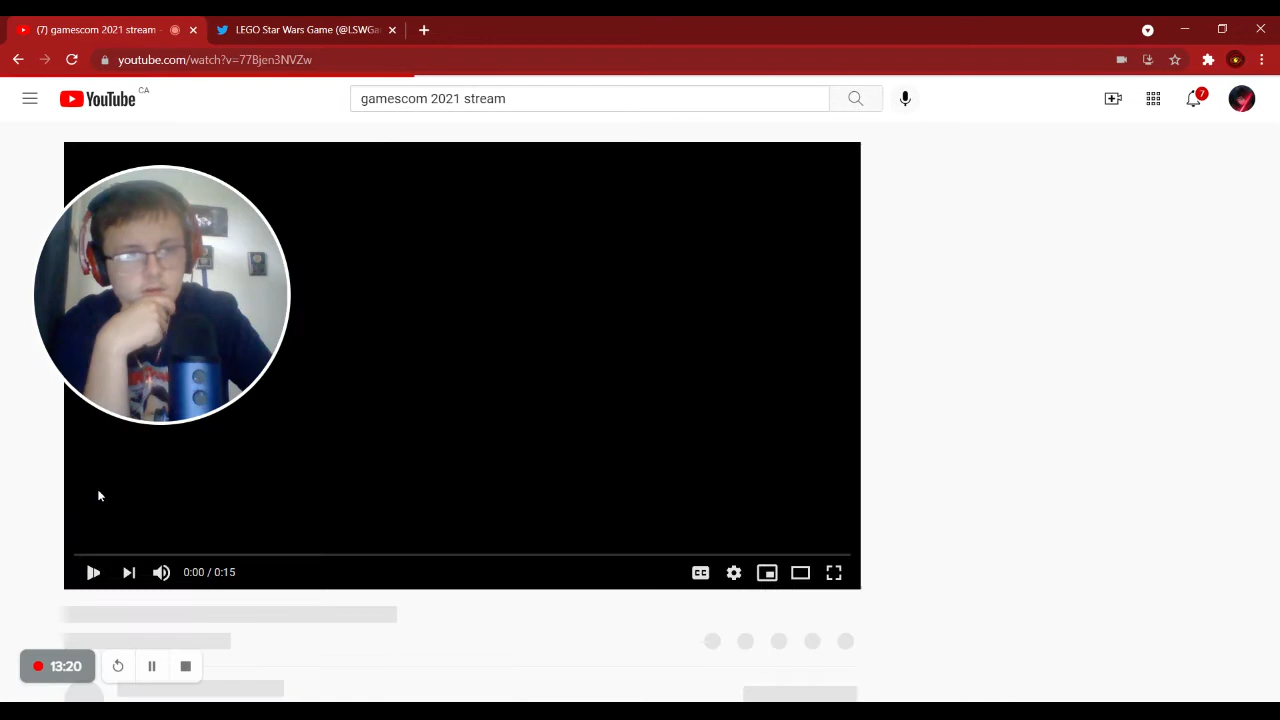 (7) gamescom 2021 stream -
LEGO Star Wars Game (@LSWGa
youtube.com/watch?v=77Bjen3NVZw
YouTube CA
gamescom 2021 stream
7
0:00 / 0:15
CC
13:20